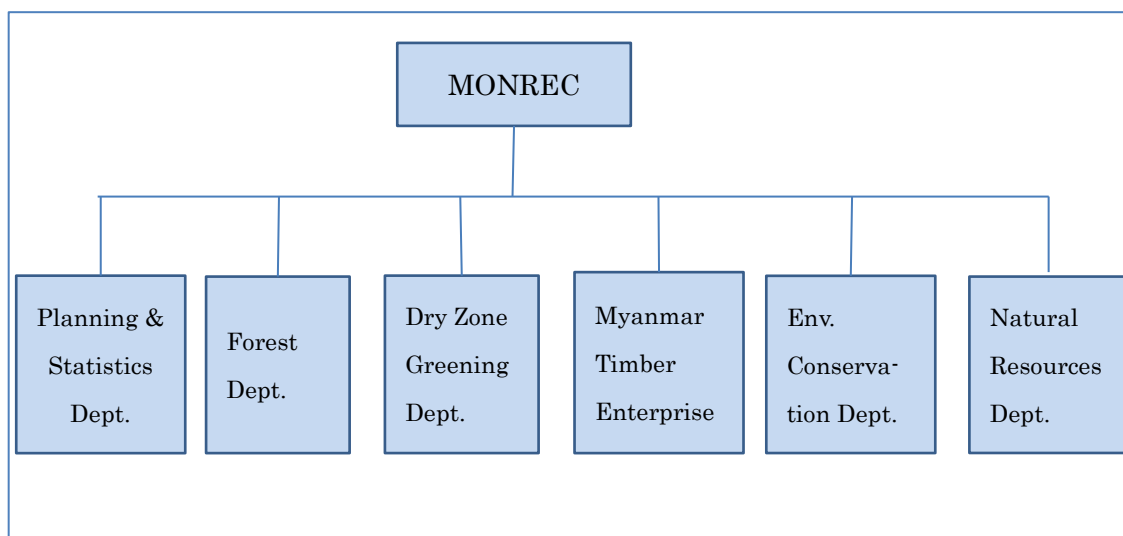 MONREC
Planning &
Statistics
Dept.
Forest
Dept.
Dry Zone
Greening
Dept.
Myanmar
Timber
Enterprise
Env.
Conserva-
tion Dept.
Natural
Resources
Dept.